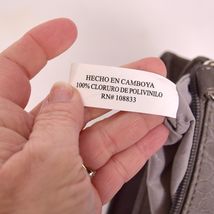 HECHO EN CAMBOYA
100% CLORURO DE POLIVINILO
RN# 108833